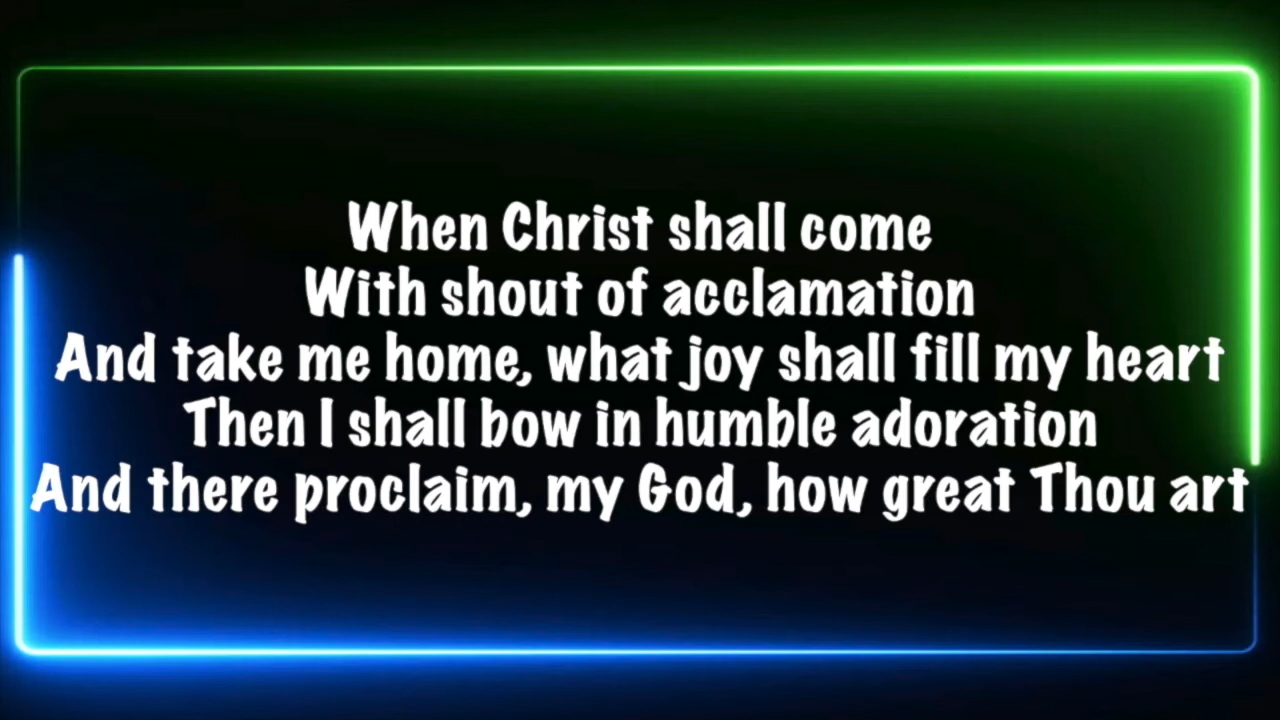 When Christ shall come
With shout of acclamation
And take me home, what joy shall fill my heart
Then I shall bow in humble adoration
And there proclaim, my God, how great Thou art